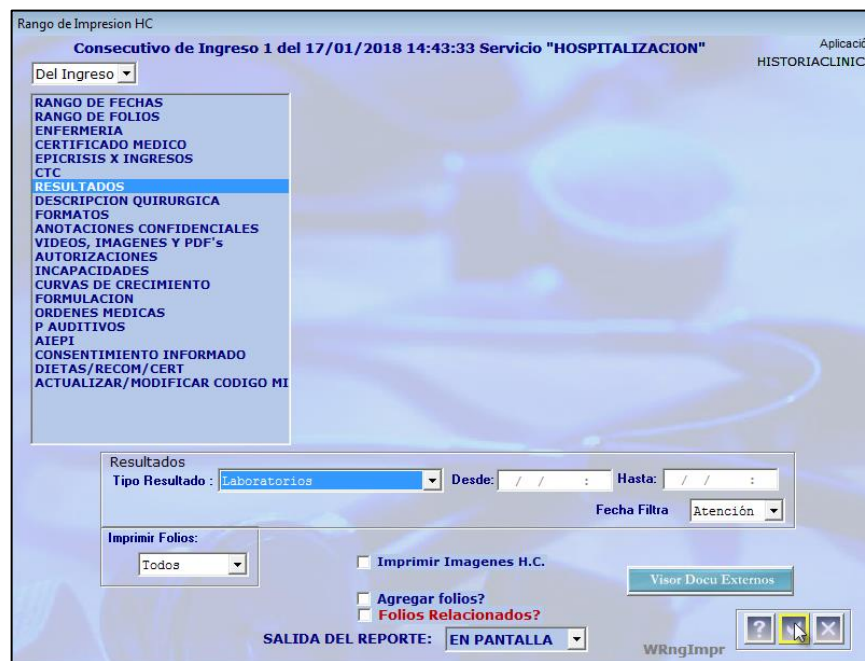 Rango de Impresion HC
Consecutivo de Ingreso 1 del 17/01/2018 14:43:33 Servicio "HOSPITALIZACION"
Aplicació
HISTORIACLINIC
Del Ingreso
RANGO DE FECHAS
RANGO DE FOLIOS
ENFERMERIA
CERTIFICADO MEDICO
EPICRISIS X INGRESOS
CTC
RESULTADOS
DESCRIPCION QUIRURGICA
FORMATOS
ANOTACIONES CONFIDENCIALES
VIDEOS, IMAGENES Y PDF's
AUTORIZACIONES
INCAPACIDADES
CURVAS DE CRECIMIENTO
FORMULACION
ORDENES MEDICAS
P AUDITIVOS
AIEPI
CONSENTIMIENTO INFORMADO
DIETAS/RECOM/CERT
ACTUALIZAR/MODIFICAR CODIGO MI
Resultados
Tipo Resultado : Laboratorios Desde: / / : Hasta: / / :
Fecha Filtra Atención
Imprimir Folios:
Todos
Imprimir Imagenes H.C.
Visor Docu Externos
Agregar folios?
Folios Relacionados?
SALIDA DEL REPORTE: EN PANTALLA
WRngImpr
?